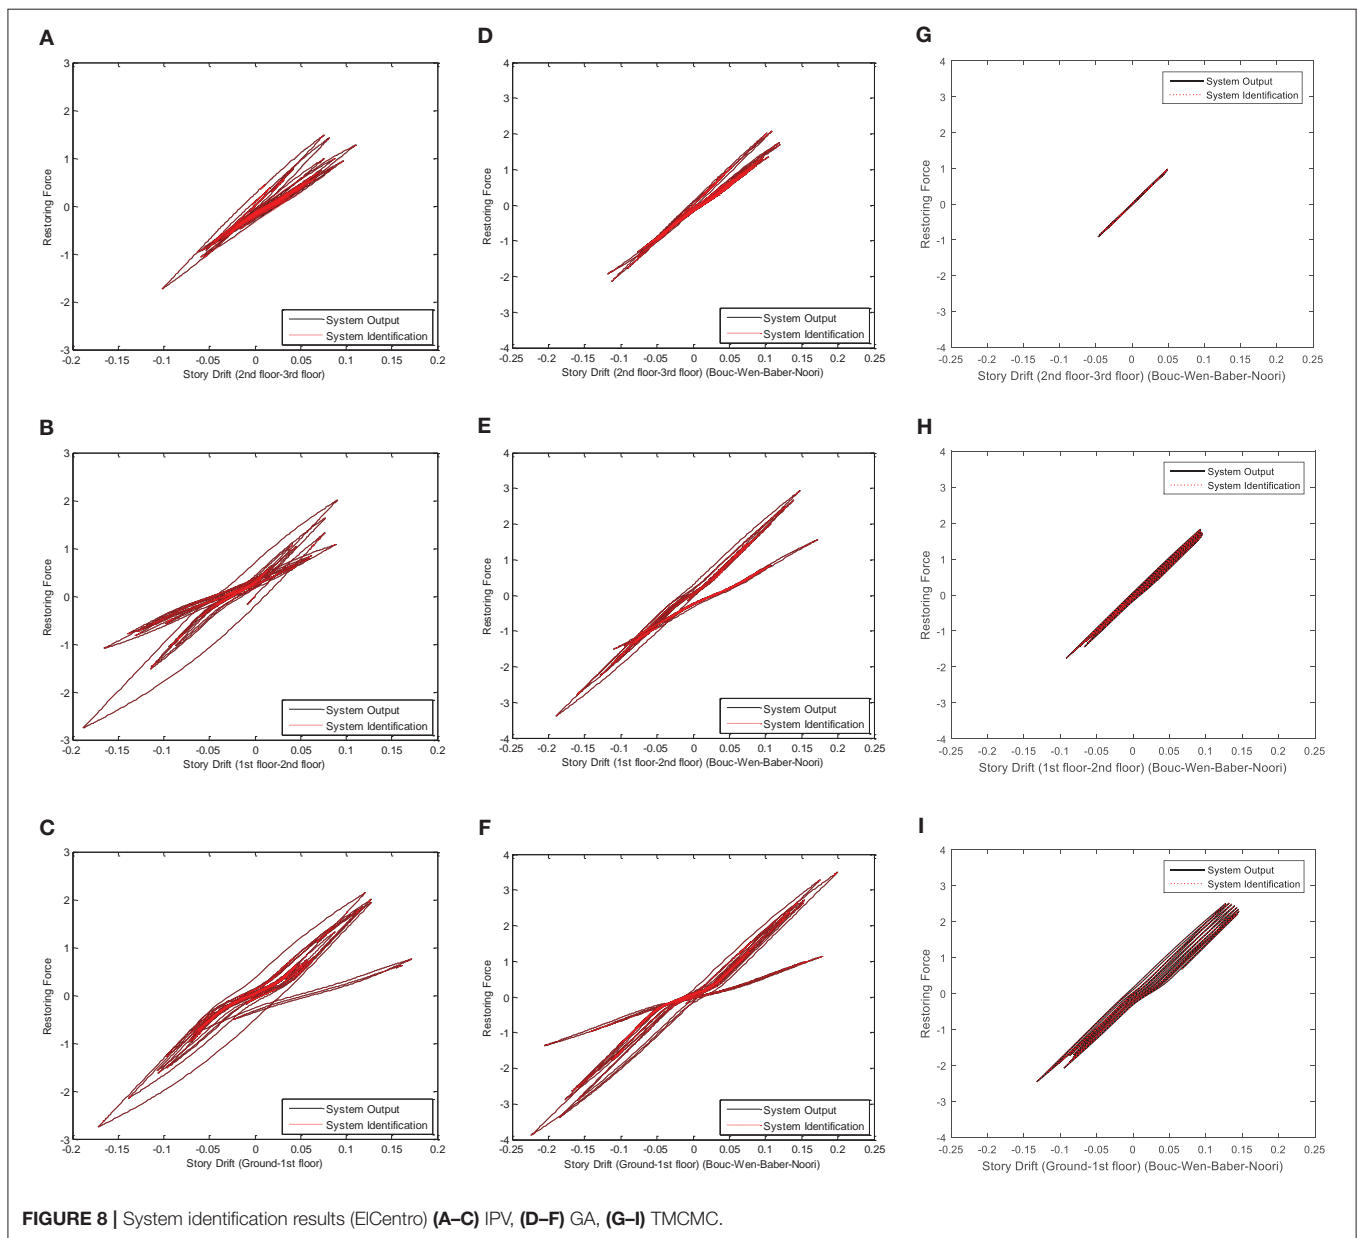 A
3
2
1
0
-1
-2
-3
-0.2 -0.15 -0.1 -0.05 0 0.05 0.1 0.15 0.2
Restoring Force
Story Drift (2nd floor-3rd floor)
System Output
System Identification
D
4
3
2
1
0
-1
-2
-3
-4
-0.25 -0.2 -0.15 -0.1 -0.05 0 0.05 0.1 0.15 0.2 0.25
Restoring Force
Story Drift (2nd floor-3rd floor) (Bouc-Wen-Baber-Noori)
System Output
System Identification
G
4
3
2
1
0
-1
-2
-3
-4
-0.25 -0.2 -0.15 -0.1 -0.05 0 0.05 0.1 0.15 0.2 0.25
Restoring Force
Story Drift (2nd floor-3rd floor) (Bouc-Wen-Baber-Noori)
System Output
System Identification
B
3
2
1
0
-1
-2
-3
-0.2 -0.15 -0.1 -0.05 0 0.05 0.1 0.15 0.2
Restoring Force
Story Drift (1st floor-2nd floor)
System Output
System Identification
E
4
3
2
1
0
-1
-2
-3
-4
-0.25 -0.2 -0.15 -0.1 -0.05 0 0.05 0.1 0.15 0.2 0.25
Restoring Force
Story Drift (1st floor-2nd floor) (Bouc-Wen-Baber-Noori)
System Output
System Identification
H
4
3
2
1
0
-1
-2
-3
-4
-0.25 -0.2 -0.15 -0.1 -0.05 0 0.05 0.1 0.15 0.2 0.25
Restoring Force
Story Drift (1st floor-2nd floor) (Bouc-Wen-Baber-Noori)
System Output
System Identification
C
3
2
1
0
-1
-2
-3
-0.2 -0.15 -0.1 -0.05 0 0.05 0.1 0.15 0.2
Restoring Force
Story Drift (Ground-1st floor)
System Output
System Identification
F
4
3
2
1
0
-1
-2
-3
-4
-0.25 -0.2 -0.15 -0.1 -0.05 0 0.05 0.1 0.15 0.2 0.25
Restoring Force
Story Drift (Ground-1st floor) (Bouc-Wen-Baber-Noori)
System Output
System Identification
I
4
3
2
1
0
-1
-2
-3
-4
-0.25 -0.2 -0.15 -0.1 -0.05 0 0.05 0.1 0.15 0.2 0.25
Restoring Force
Story Drift (Ground-1st floor) (Bouc-Wen-Baber-Noori)
System Output
System Identification
FIGURE 8 | System identification results (ElCentro) (A–C) IPV, (D–F) GA, (G–I) TMCMC.